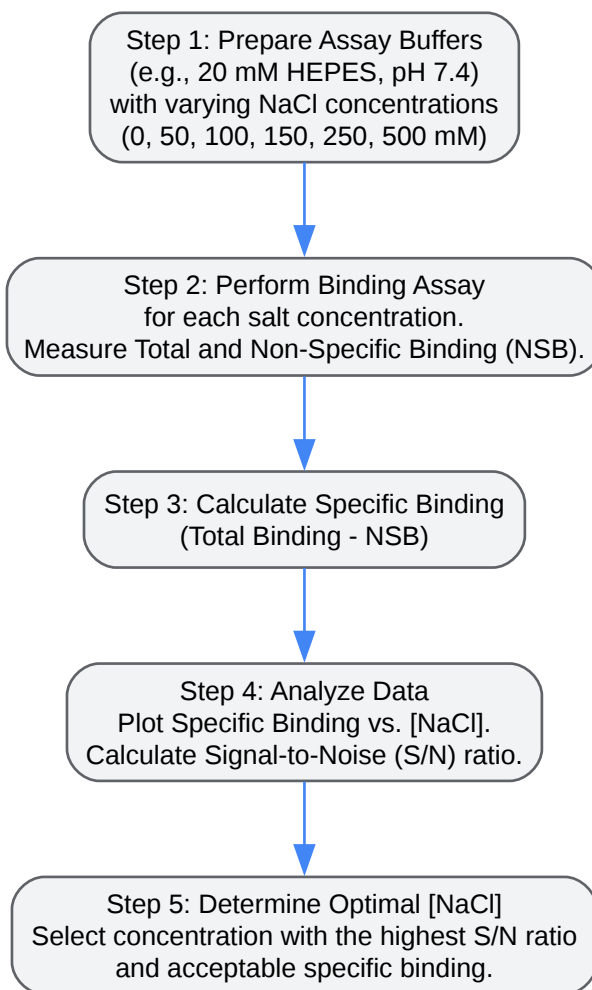 Step 1: Prepare Assay Buffers
(e.g., 20 mM HEPES, pH 7.4)
with varying NaCl concentrations
(0, 50, 100, 150, 250, 500 mM)
Step 2: Perform Binding Assay
for each salt concentration.
Measure Total and Non-Specific Binding (NSB).
Step 3: Calculate Specific Binding
(Total Binding - NSB)
Step 4: Analyze Data
Plot Specific Binding vs. [NaCl].
Calculate Signal-to-Noise (S/N) ratio.
Step 5: Determine Optimal [NaCl]
Select concentration with the highest S/N ratio
and acceptable specific binding.